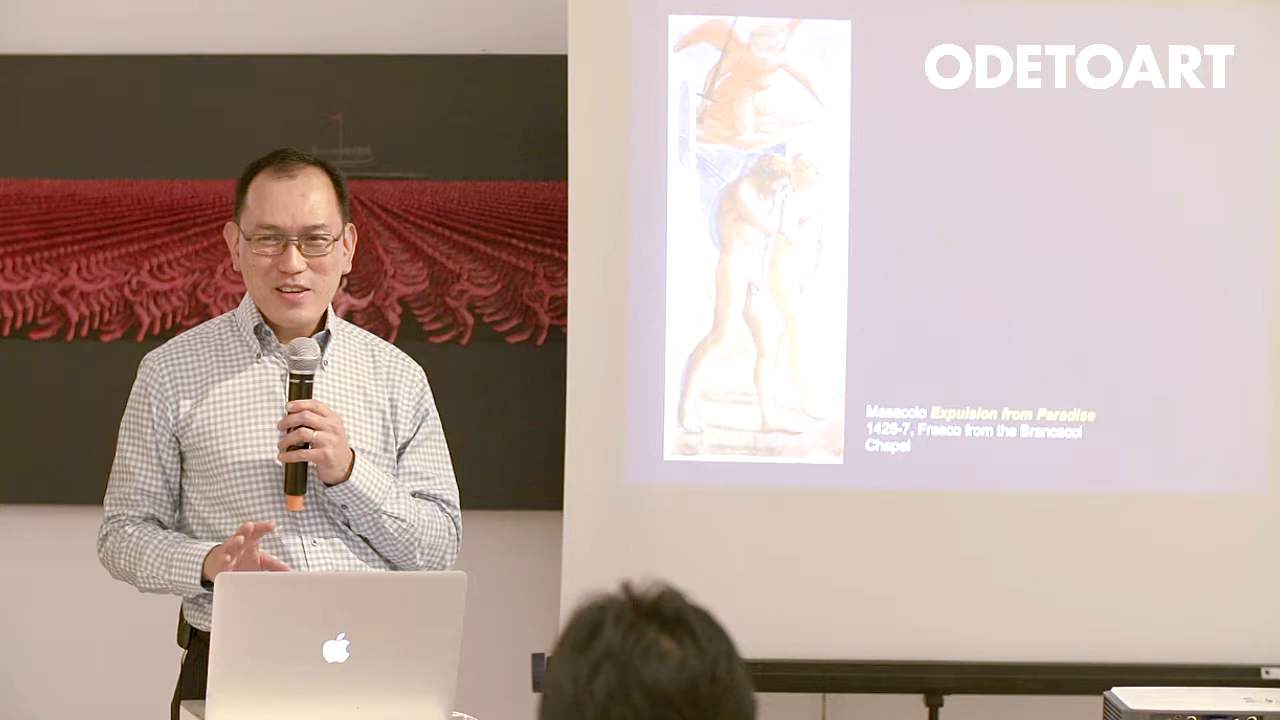 ODETOART
Masaccio Expulsion from Paradise
1426-7, Fresco from the Brancacci
Chapel